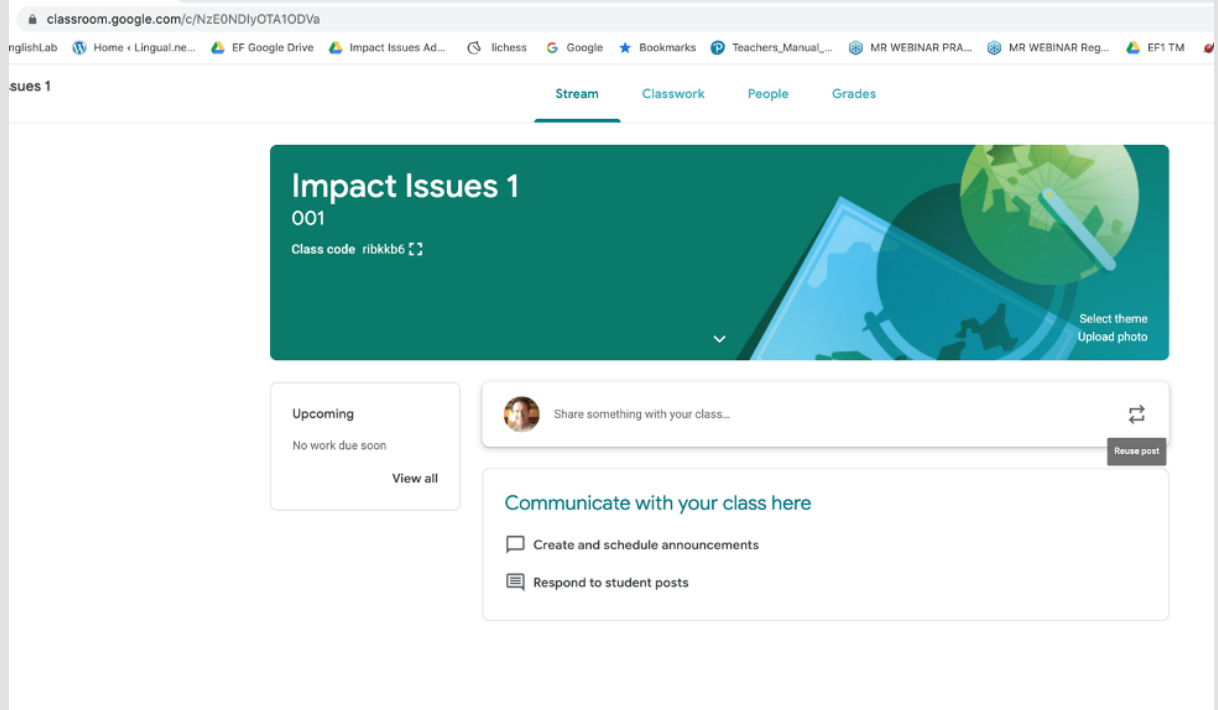 classroom.google.com/c/NzE0NDIyOTA1ODVa
nglishLab Home ‹ Lingual.ne... EF Google Drive Impact Issues Ad... lichess Google Bookmarks Teachers_Manual_... MR WEBINAR PRA... MR WEBINAR Reg... EF1 TM
ssues 1
Stream Classwork People Grades
Impact Issues 1
001
Class code ribkkb6
Select theme
Upload photo
Upcoming
No work due soon
View all
Share something with your class...
Reuse post
Communicate with your class here
Create and schedule announcements
Respond to student posts